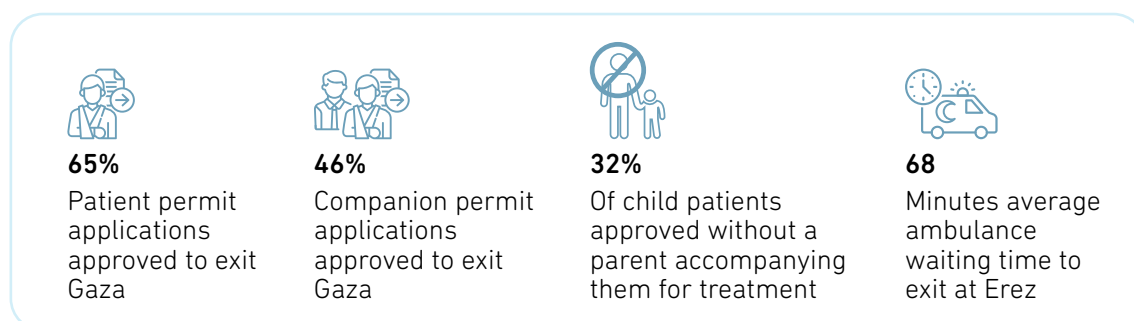 65%
Patient permit
applications
approved to exit
Gaza
46%
Companion permit
applications
approved to exit
Gaza
32%
Of child patients
approved without a
parent accompanying
them for treatment
68
Minutes average
ambulance
waiting time to
exit at Erez